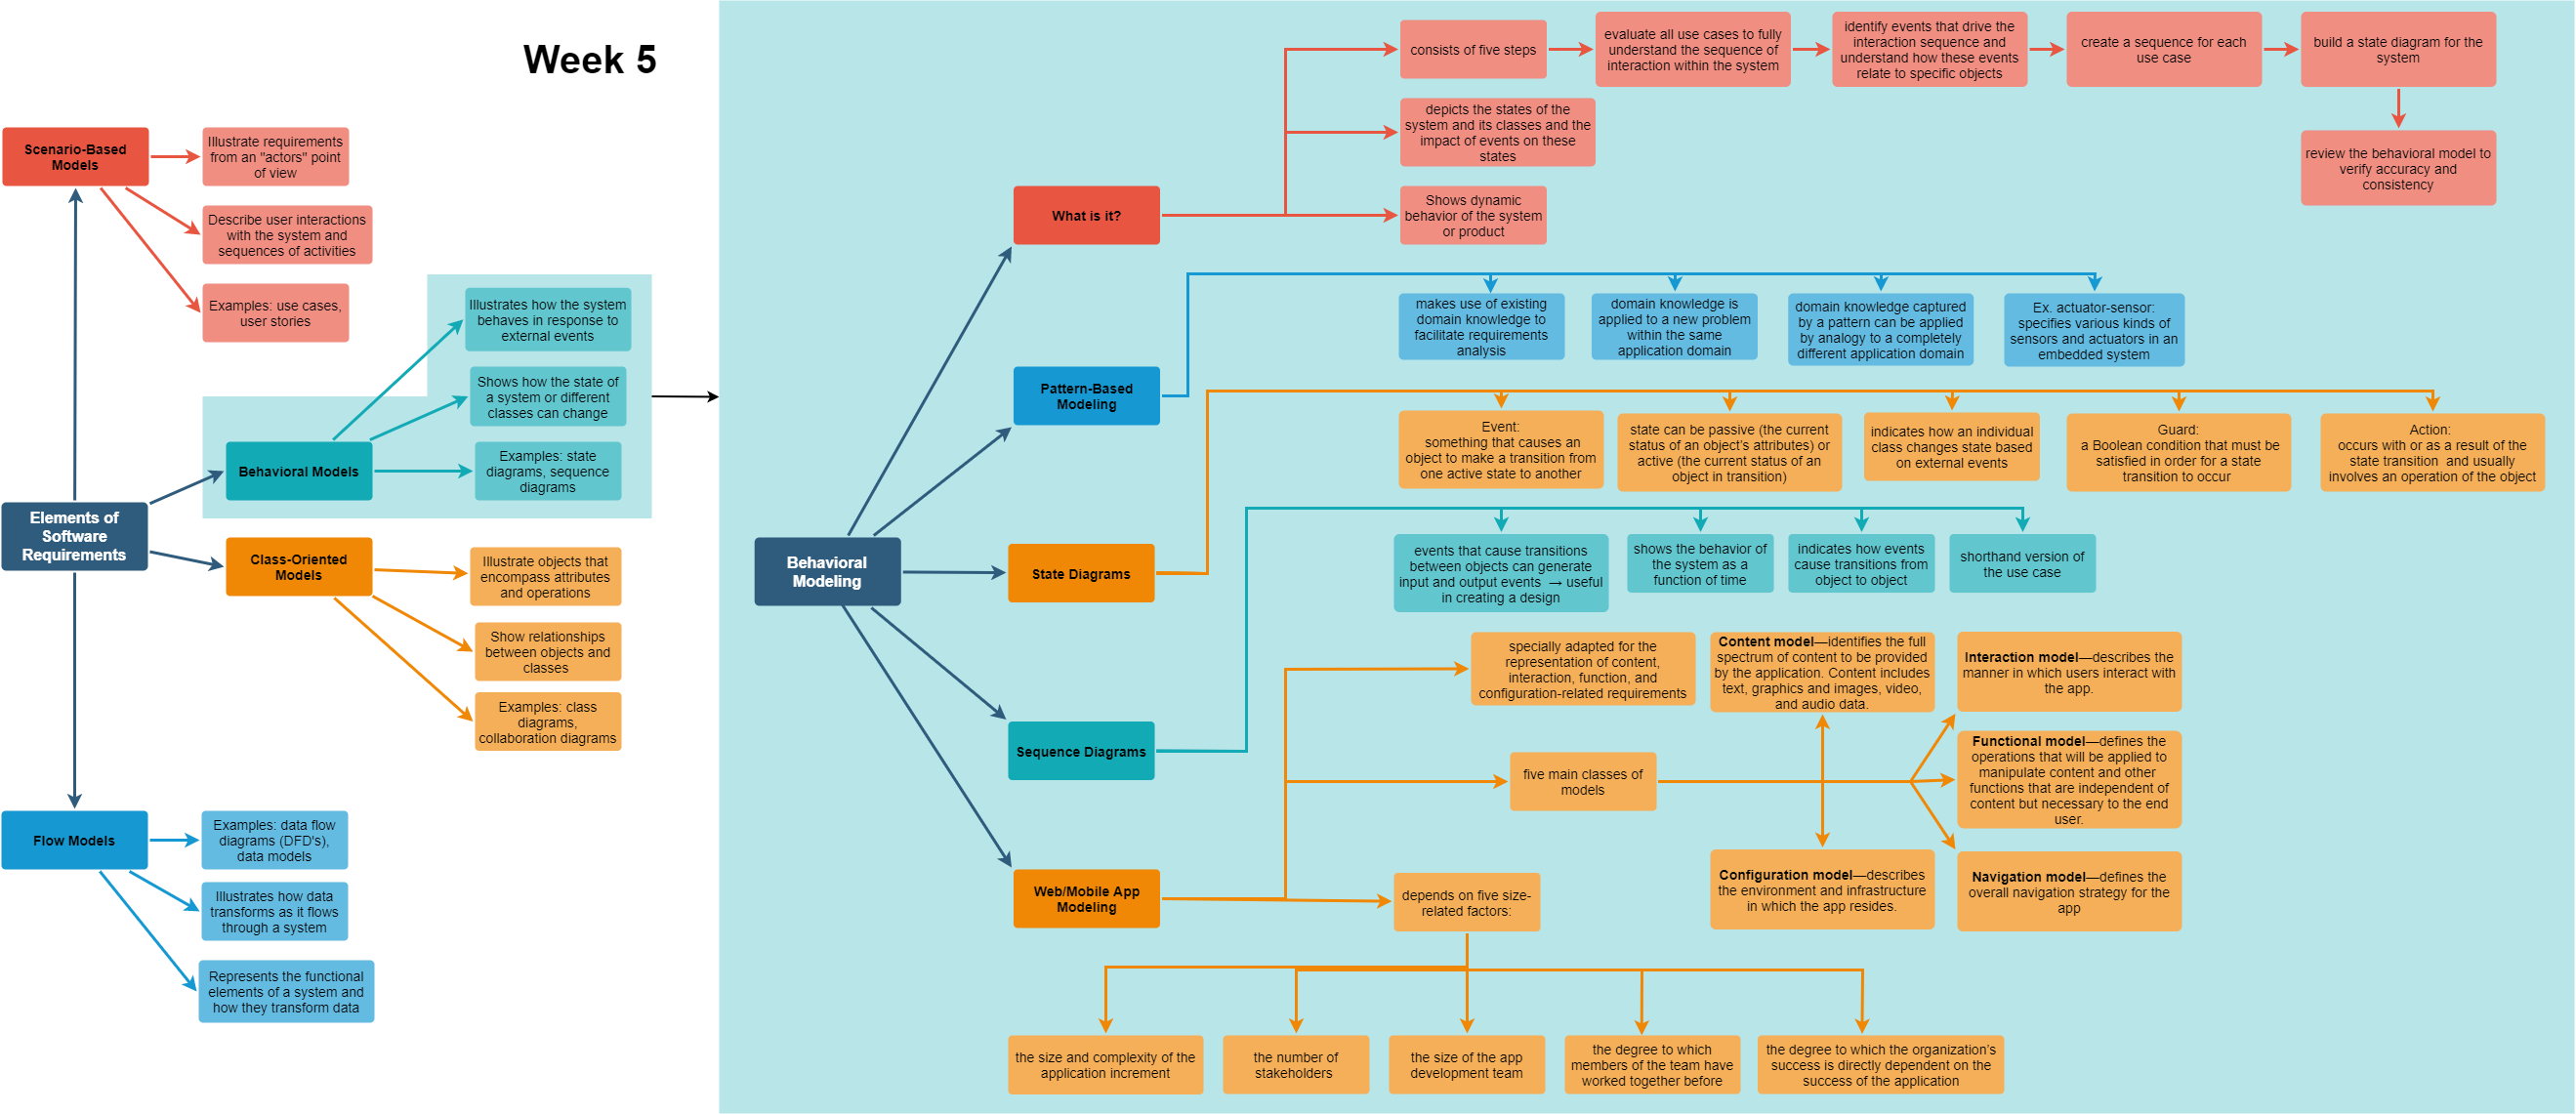 Week 5
Scenario-Based
Models
Illustrate requirements
from an "actors" point
of view
Describe user interactions
with the system and
sequences of activities
Examples: use cases,
user stories
Illustrates how the system
behaves in response to
external events
Shows how the state of
a system or different
classes can change
Behavioral Models
Examples: state
diagrams, sequence
diagrams
Elements of
Software
Requirements
Class-Oriented
Models
Illustrate objects that
encompass attributes
and operations
Show relationships
between objects and
classes
Examples: class
diagrams,
collaboration diagrams
Flow Models
Examples: data flow
diagrams (DFD's),
data models
Illustrates how data
transforms as it flows
through a system
Represents the functional
elements of a system and
how they transform data
Behavioral
Modeling
What is it?
consists of five steps
evaluate all use cases to fully
understand the sequence of
interaction within the system
identify events that drive the
interaction sequence and
understand how these events
relate to specific objects
create a sequence for each
use case
build a state diagram for the
system
review the behavioral model to
verify accuracy and
consistency
depicts the states of the
system and its classes and the
impact of events on these
states
Shows dynamic
behavior of the system
or product
Pattern-Based
Modeling
makes use of existing
domain knowledge to
facilitate requirements
analysis
domain knowledge is
applied to a new problem
within the same
application domain
domain knowledge captured
by a pattern can be applied
by analogy to a completely
different application domain
Ex. actuator-sensor:
specifies various kinds of
sensors and actuators in an
embedded system
State Diagrams
Event:
something that causes an
object to make a transition from
one active state to another
state can be passive (the current
status of an object's attributes) or
active (the current status of an
object in transition)
indicates how an individual
class changes state based
on external events
Guard:
a Boolean condition that must be
satisfied in order for a state
transition to occur
Action:
occurs with or as a result of the
state transition and usually
involves an operation of the object
Sequence Diagrams
events that cause transitions
between objects can generate
input and output events → useful
in creating a design
shows the behavior of
the system as a
function of time
indicates how events
cause transitions from
object to object
shorthand version of
the use case
Web/Mobile App
Modeling
specially adapted for the
representation of content,
interaction, function, and
configuration-related requirements
five main classes of
models
Content model—identifies the full
spectrum of content to be provided
by the application. Content includes
text, graphics and images, video,
and audio data.
Interaction model—describes the
manner in which users interact with
the app.
Functional model—defines the
operations that will be applied to
manipulate content and other
functions that are independent of
content but necessary to the end
user.
Configuration model—describes
the environment and infrastructure
in which the app resides.
Navigation model—defines the
overall navigation strategy for the
app
depends on five size-
related factors:
the size and complexity of the
application increment
the number of
stakeholders
the size of the app
development team
the degree to which
members of the team have
worked together before
the degree to which the organization's
success is directly dependent on the
success of the application